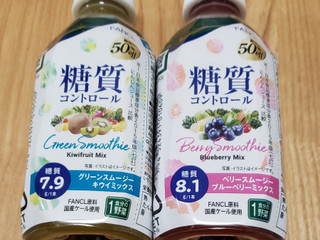 FANCL
50%
糖質
コントロール
写真・イラストはイメージです
Green Smoothie
Kiwifruit Mix
糖質
7.9
g/1本
グリーンスムージー
キウイミックス
FANCL原料
国産ケール使用
1食分の
野菜
FANCL
50%
糖質
コントロール
写真・イラストはイメージです
Berry Smoothie
Blueberry Mix
糖質
8.1
g/1本
ベリースムージー
ブルーベリーミックス
FANCL原料
国産ケール使用
1食分の
野菜